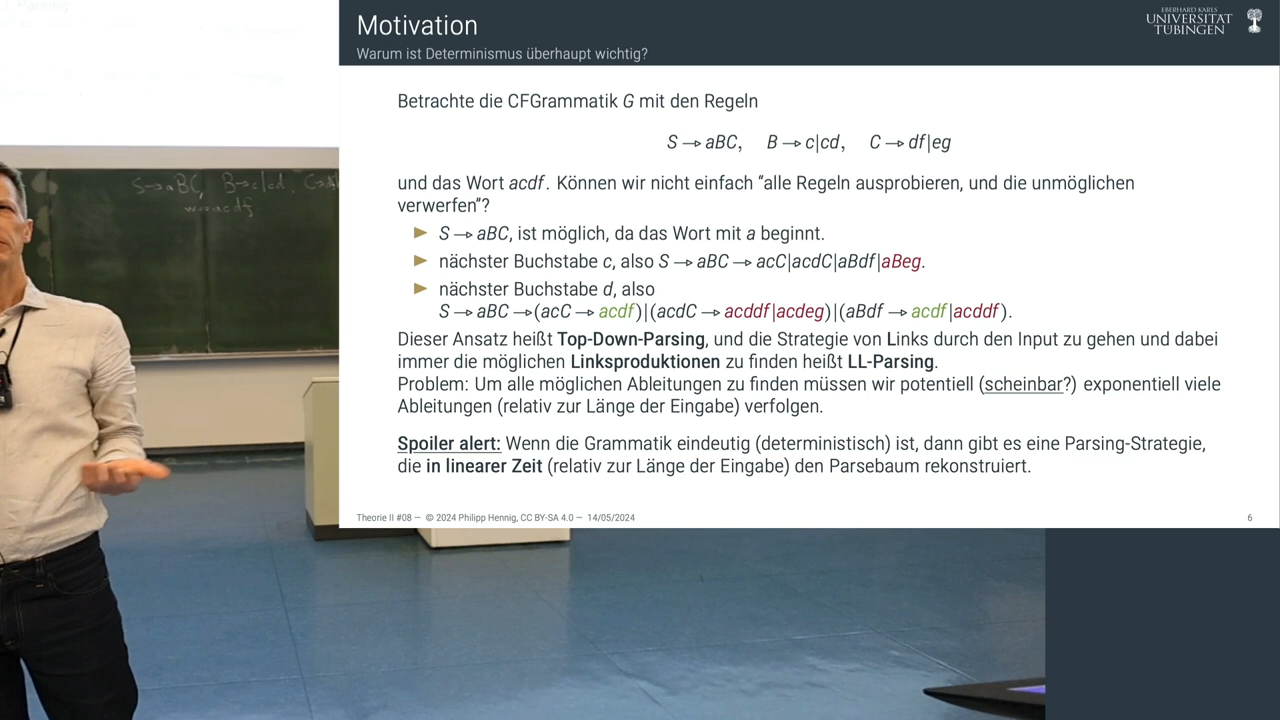 Motivation
Warum ist Determinismus überhaupt wichtig?
EBERHARD KARLS
UNIVERSITÄT
TÜBINGEN
Betrachte die CFGrammatik G mit den Regeln
S → aBC, B → c|cd, C → df|eg
und das Wort acdf. Können wir nicht einfach “alle Regeln ausprobieren, und die unmöglichen
verwerfen”?
► S → aBC, ist möglich, da das Wort mit a beginnt.
► nächster Buchstabe c, also S → aBC → acC|acdC|aBdf|aBeg.
► nächster Buchstabe d, also
S → aBC →(acC → acdf)|(acdC → acddf|acdeg)|(aBdf → acdf|acddf).
Dieser Ansatz heißt Top-Down-Parsing, und die Strategie von Links durch den Input zu gehen und dabei
immer die möglichen Linksproduktionen zu finden heißt LL-Parsing.
Problem: Um alle möglichen Ableitungen zu finden müssen wir potentiell (scheinbar?) exponentiell viele
Ableitungen (relativ zur Länge der Eingabe) verfolgen.
Spoiler alert: Wenn die Grammatik eindeutig (deterministisch) ist, dann gibt es eine Parsing-Strategie,
die in linearer Zeit (relativ zur Länge der Eingabe) den Parsebaum rekonstruiert.
Theorie II #08 — © 2024 Philipp Hennig, CC BY-SA 4.0 — 14/05/2024
6
S→aBC, B→c|cd, C→d
w=acdf